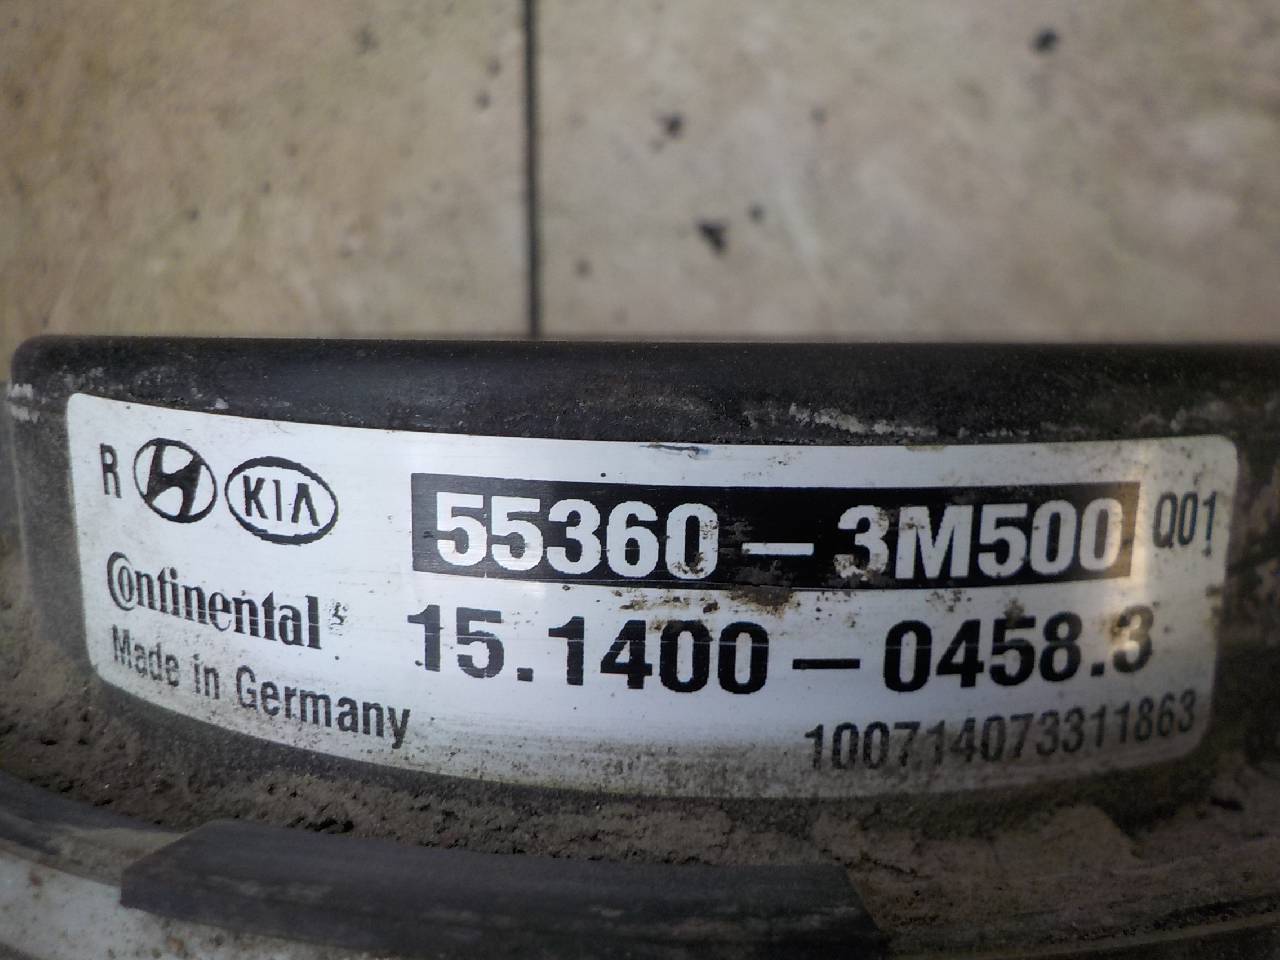 R H KIA 55360-3M500 Q01
Continental 15.1400-0458.3
Made in Germany 100714073311863